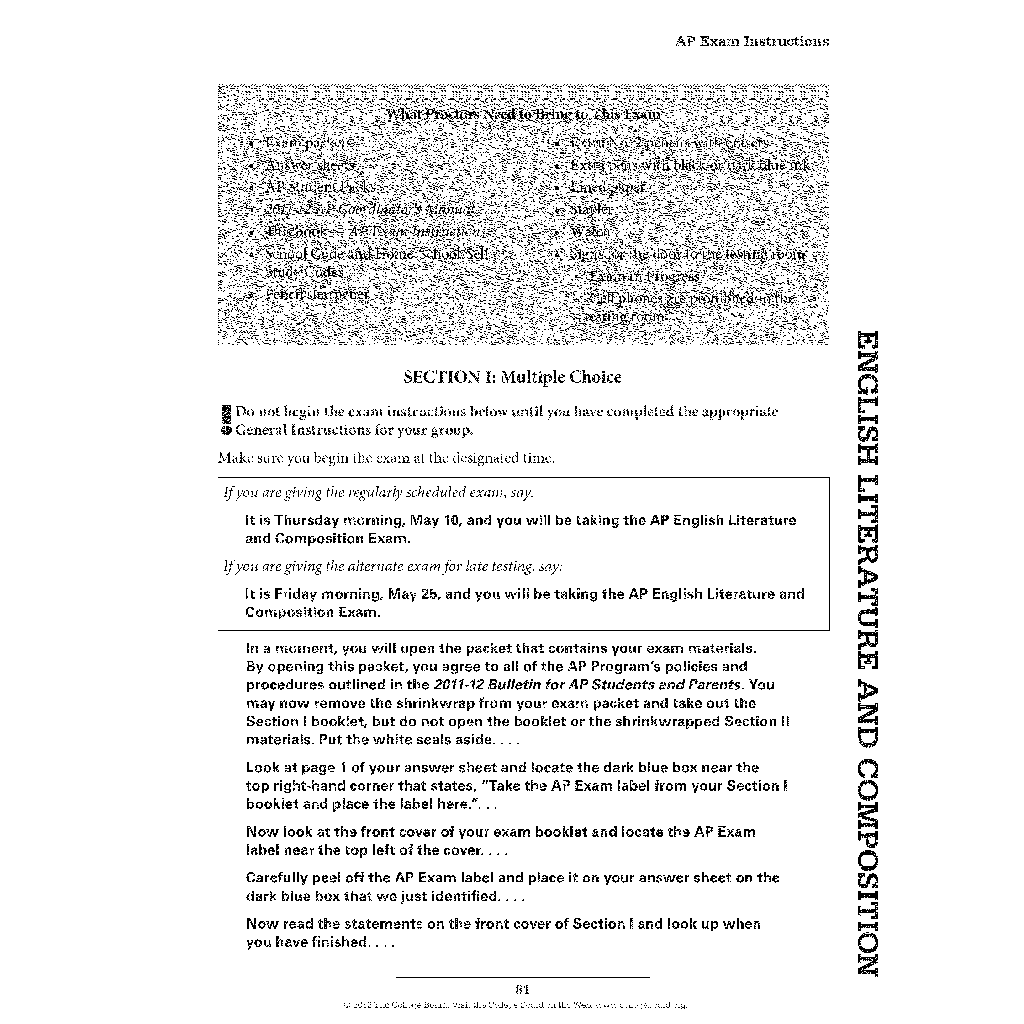 AP Exam Instructions
What Proctors Need to Bring to This Exam
• Exam packets
• Answer sheets
• AP Student Packs
• 2011-12 AP Coordinator's Manual
• This book — AP Exam Instructions
• School Code and Home-School/Self-
Study Codes
• Pencil sharpener
• Extra No. 2 pencils with erasers
• Extra pens with black or dark blue ink
• Lined paper
• Stapler
• Watch
• Signs for the door to the testing room
– Exam in Progress
– Cell phones are prohibited in the
testing room
SECTION I: Multiple Choice
Do not begin the exam instructions below until you have completed the appropriate
General Instructions for your group.
Make sure you begin the exam at the designated time.
If you are giving the regularly scheduled exam, say:
It is Thursday morning, May 10, and you will be taking the AP English Literature
and Composition Exam.
If you are giving the alternate exam for late testing, say:
It is Friday morning, May 25, and you will be taking the AP English Literature and
Composition Exam.
In a moment, you will open the packet that contains your exam materials.
By opening this packet, you agree to all of the AP Program's policies and
procedures outlined in the 2011-12 Bulletin for AP Students and Parents. You
may now remove the shrinkwrap from your exam packet and take out the
Section I booklet, but do not open the booklet or the shrinkwrapped Section II
materials. Put the white seals aside. . . .
Look at page 1 of your answer sheet and locate the dark blue box near the
top right-hand corner that states, "Take the AP Exam label from your Section I
booklet and place the label here.". . .
Now look at the front cover of your exam booklet and locate the AP Exam
label near the top left of the cover. . . .
Carefully peel off the AP Exam label and place it on your answer sheet on the
dark blue box that we just identified. . . .
Now read the statements on the front cover of Section I and look up when
you have finished. . . .
ENGLISH LITERATURE AND COMPOSITION
81
© 2012 The College Board. Visit the College Board on the Web: www.collegeboard.org.